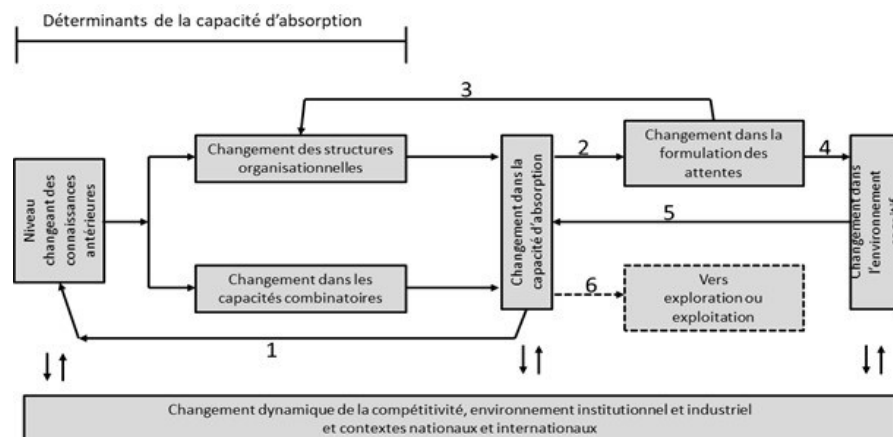 Déterminants de la capacité d'absorption
3
Changement des structures
organisationnelles
2
Changement dans la
formulation des
attentes
4
Niveau
changeant des
connaissances
antérieures
Changement dans la
capacité d'absorption
5
Changement dans
l'environnement
Changement dans les
capacités combinatoires
6
Vers
exploration ou
exploitation
1
Changement dynamique de la compétitivité, environnement institutionnel et industriel
et contextes nationaux et internationaux